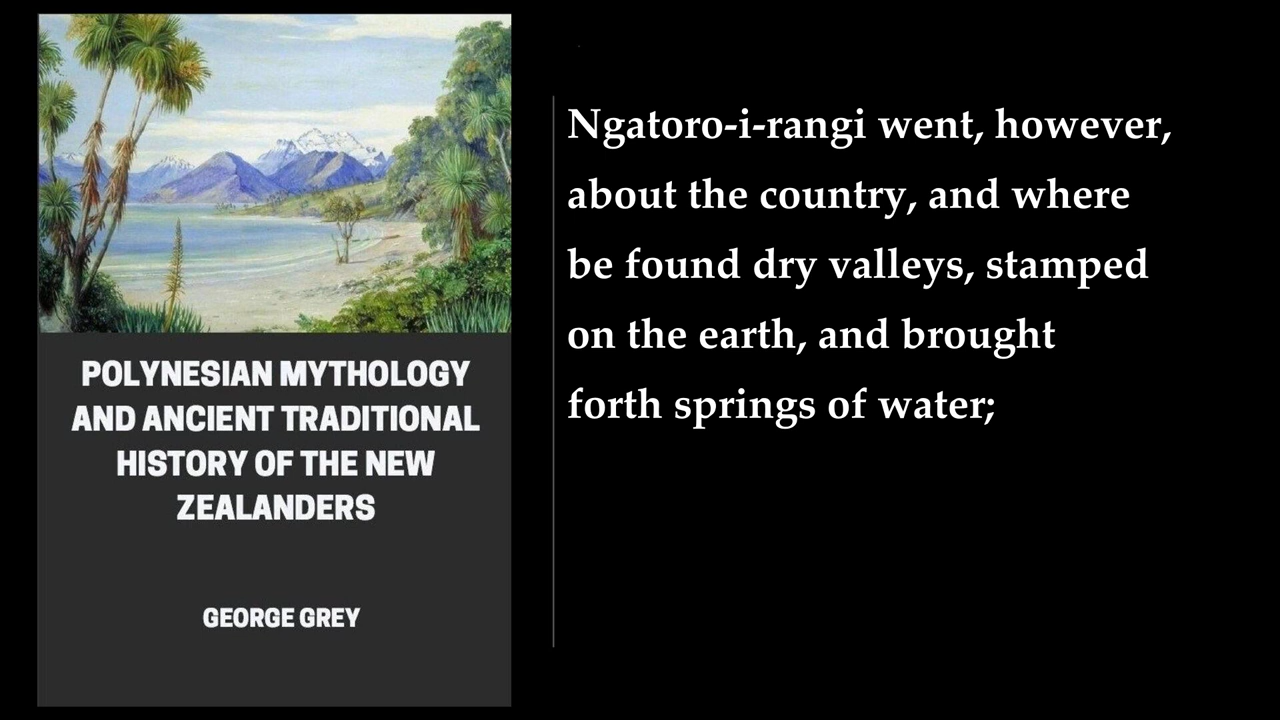 POLYNESIAN MYTHOLOGY
AND ANCIENT TRADITIONAL
HISTORY OF THE NEW
ZEALANDERS
GEORGE GREY
Ngatoro-i-rangi went, however,
about the country, and where
be found dry valleys, stamped
on the earth, and brought
forth springs of water;